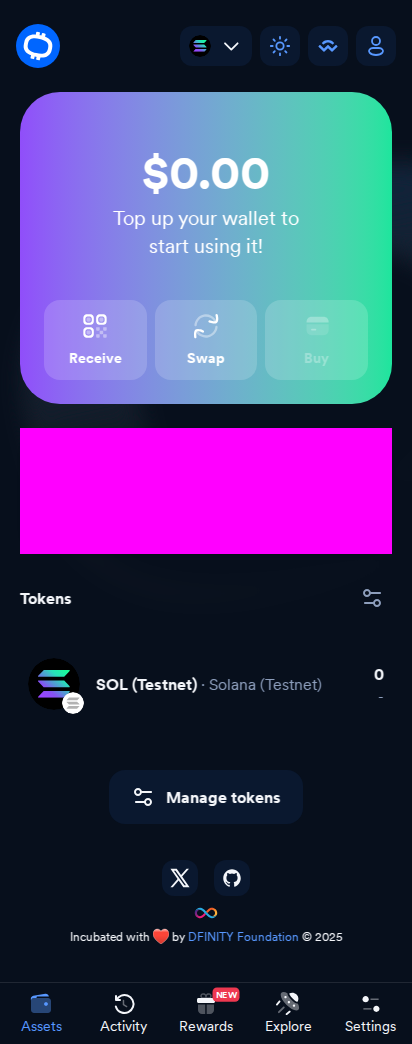 $0.00
Top up your wallet to
start using it!
Receive
Swap
Buy
Tokens
SOL (Testnet) · Solana (Testnet)
0
-
Manage tokens
Incubated with ❤️ by DFINITY Foundation © 2025
NEW
Assets
Activity
Rewards
Explore
Settings